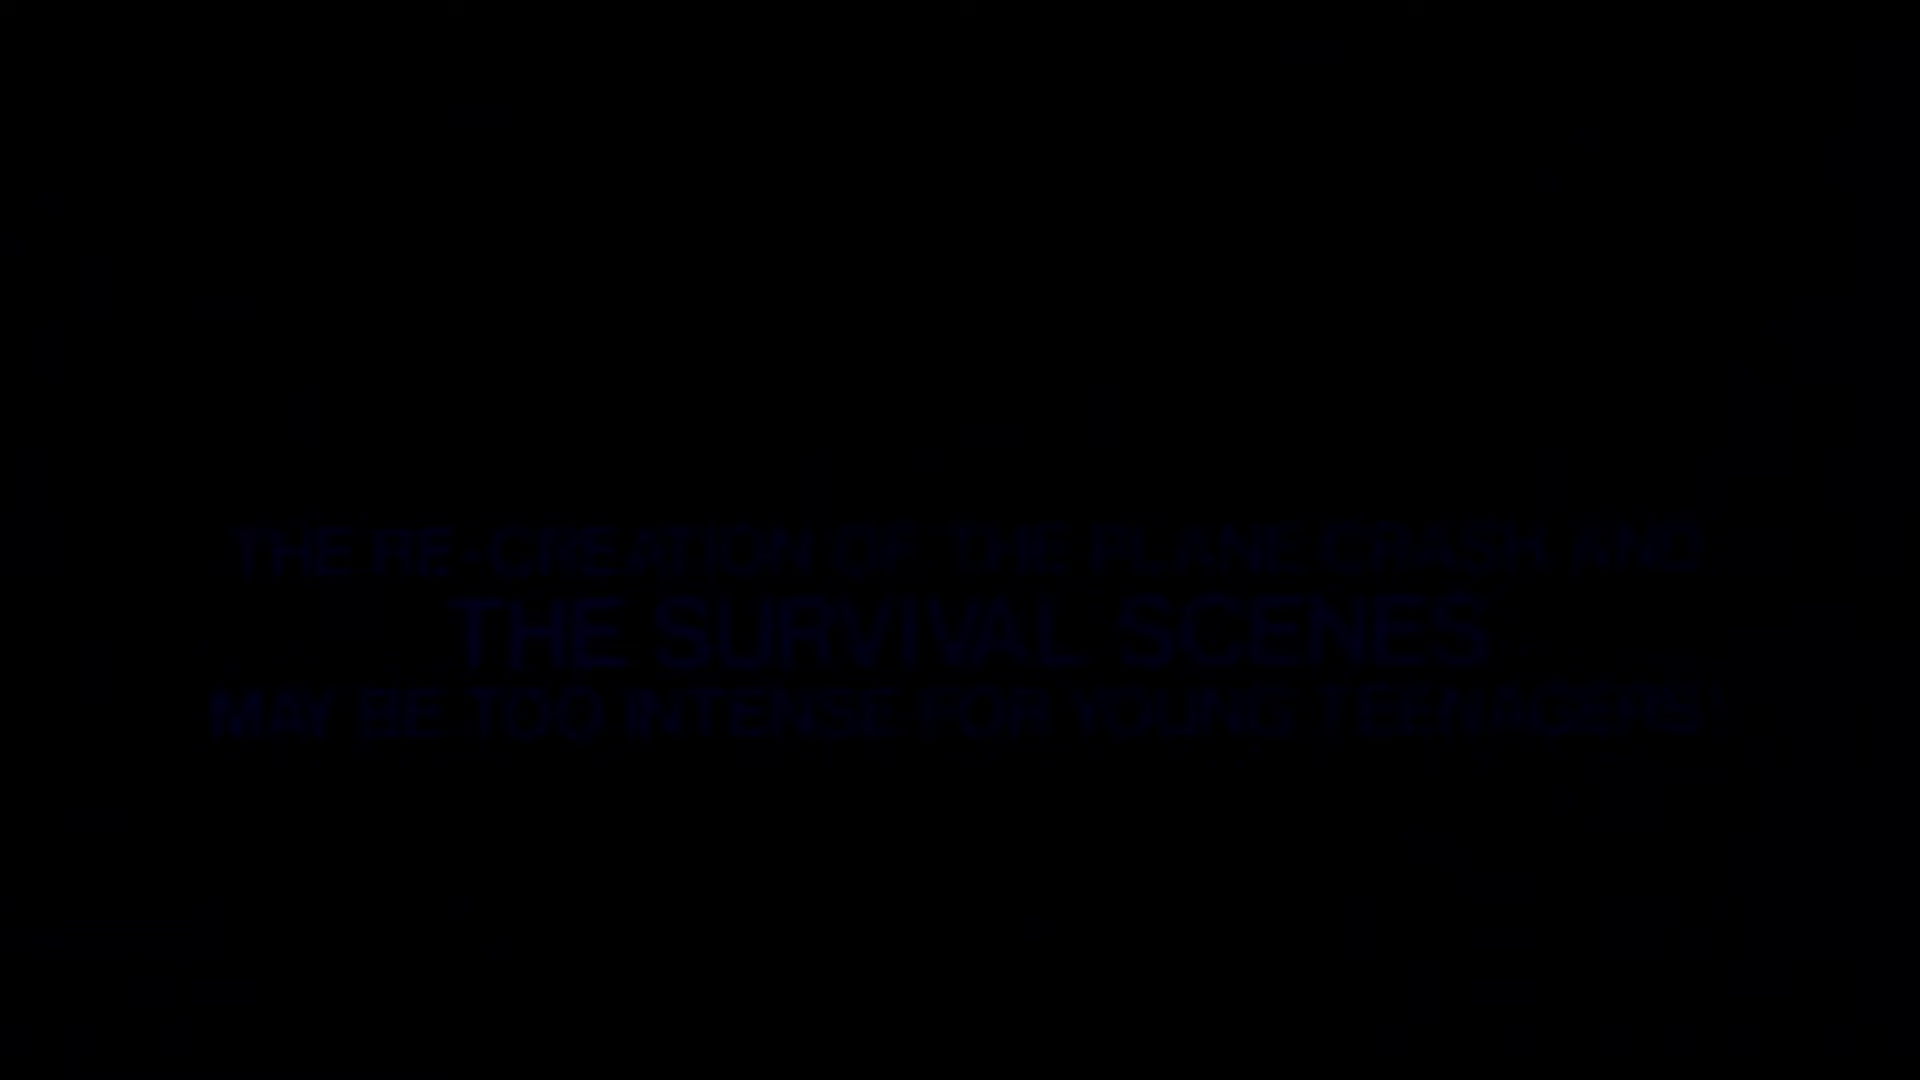 THE RE-CREATION OF THE PLANE CRASH AND
THE SURVIVAL SCENES
MAY BE TOO INTENSE FOR YOUNG TEENAGERS